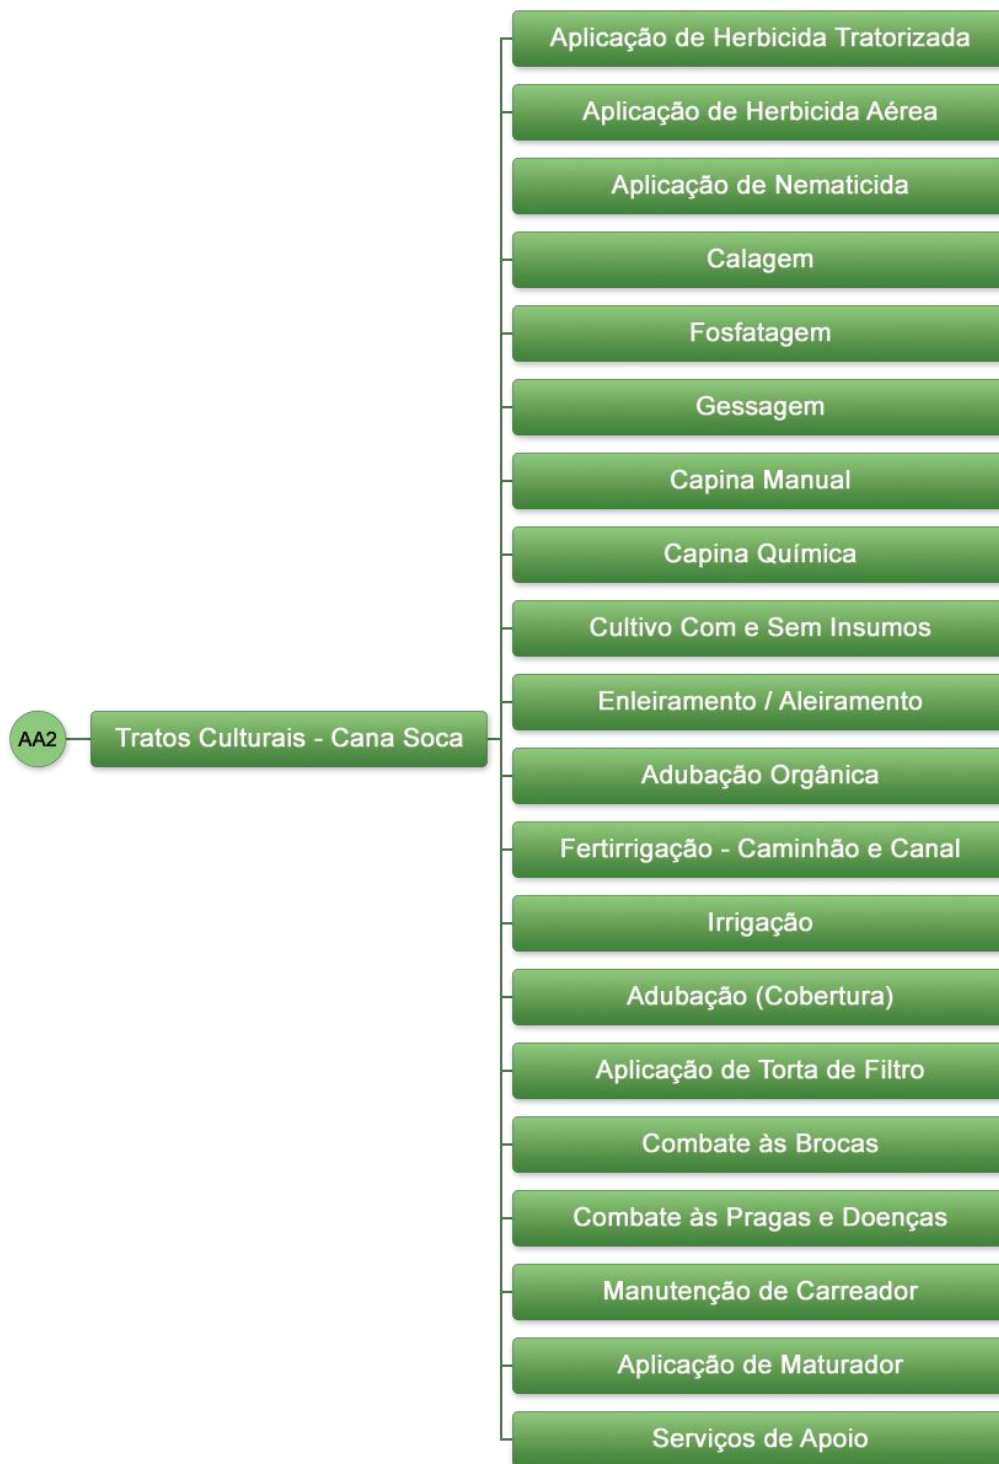 Aplicação de Herbicida Tratorizada
Aplicação de Herbicida Aérea
Aplicação de Nematicida
Calagem
Fosfatagem
Gessagem
Capina Manual
Capina Química
Cultivo Com e Sem Insumos
Enleiramento / Aleiramento
AA2
Tratos Culturais - Cana Soca
Adubação Orgânica
Fertirrigação - Caminhão e Canal
Irrigação
Adubação (Cobertura)
Aplicação de Torta de Filtro
Combate às Brocas
Combate às Pragas e Doenças
Manutenção de Carreador
Aplicação de Maturador
Serviços de Apoio